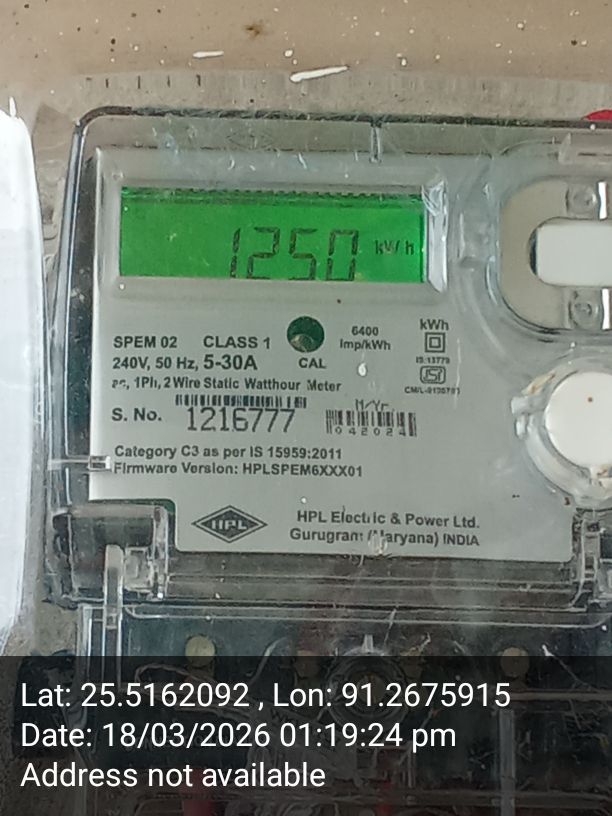 1250 kWh
SPEM 02 CLASS 1
6400
Imp/kWh
kWh
240V, 50 Hz, 5-30A
CAL
IS 13779
ac, 1Ph, 2 Wire Static Watthour Meter
S. No. 1216777
M/Yr
042024
Category C3 as per IS 15959:2011
Firmware Version: HPLSPEM6XXX01
HPL
HPL Electric & Power Ltd.
Gurugram (Haryana) INDIA
Lat: 25.5162092 , Lon: 91.2675915
Date: 18/03/2026 01:19:24 pm
Address not available